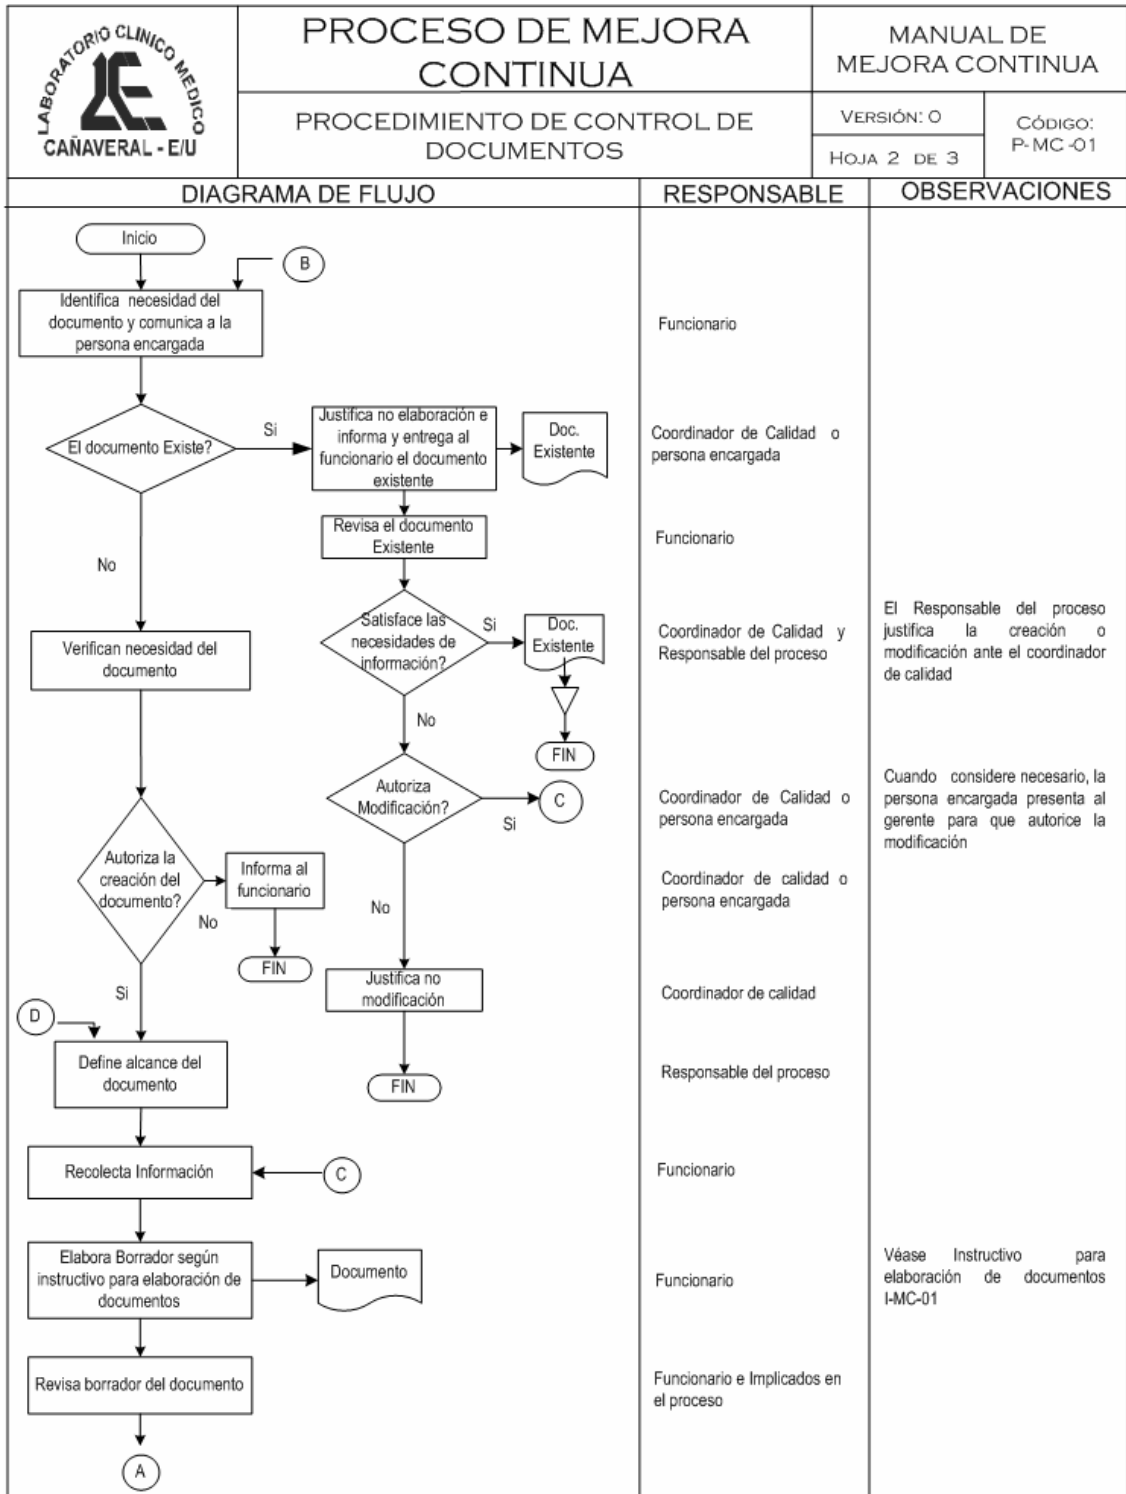 LABORATORIO CLINICO MEDICO
CAÑAVERAL - E/U
PROCESO DE MEJORA
CONTINUA
MANUAL DE
MEJORA CONTINUA
PROCEDIMIENTO DE CONTROL DE
DOCUMENTOS
VERSIÓN: 0
HOJA 2 DE 3
CÓDIGO:
P-MC-01
DIAGRAMA DE FLUJO
RESPONSABLE
OBSERVACIONES
Inicio
B
Identifica necesidad del
documento y comunica a la
persona encargada
Funcionario
El documento Existe?
Si
Justifica no elaboración e
informa y entrega al
funcionario el documento
existente
Doc.
Existente
Coordinador de Calidad o
persona encargada
Revisa el documento
Existente
Funcionario
No
Verifican necesidad del
documento
Satisface las
necesidades de
información?
Si
Doc.
Existente
Coordinador de Calidad y
Responsable del proceso
El Responsable del proceso
justifica la creación o
modificación ante el coordinador
de calidad
No
FIN
Autoriza
Modificación?
Si
C
Coordinador de Calidad o
persona encargada
Cuando considere necesario, la
persona encargada presenta al
gerente para que autorice la
modificación
Autoriza la
creación del
documento?
No
Informa al
funcionario
Coordinador de calidad o
persona encargada
FIN
No
Justifica no
modificación
Coordinador de calidad
Si
D
Define alcance del
documento
FIN
Responsable del proceso
Recolecta Información
C
Funcionario
Elabora Borrador según
instructivo para elaboración de
documentos
Documento
Funcionario
Véase Instructivo para
elaboración de documentos
I-MC-01
Revisa borrador del documento
Funcionario e Implicados en
el proceso
A